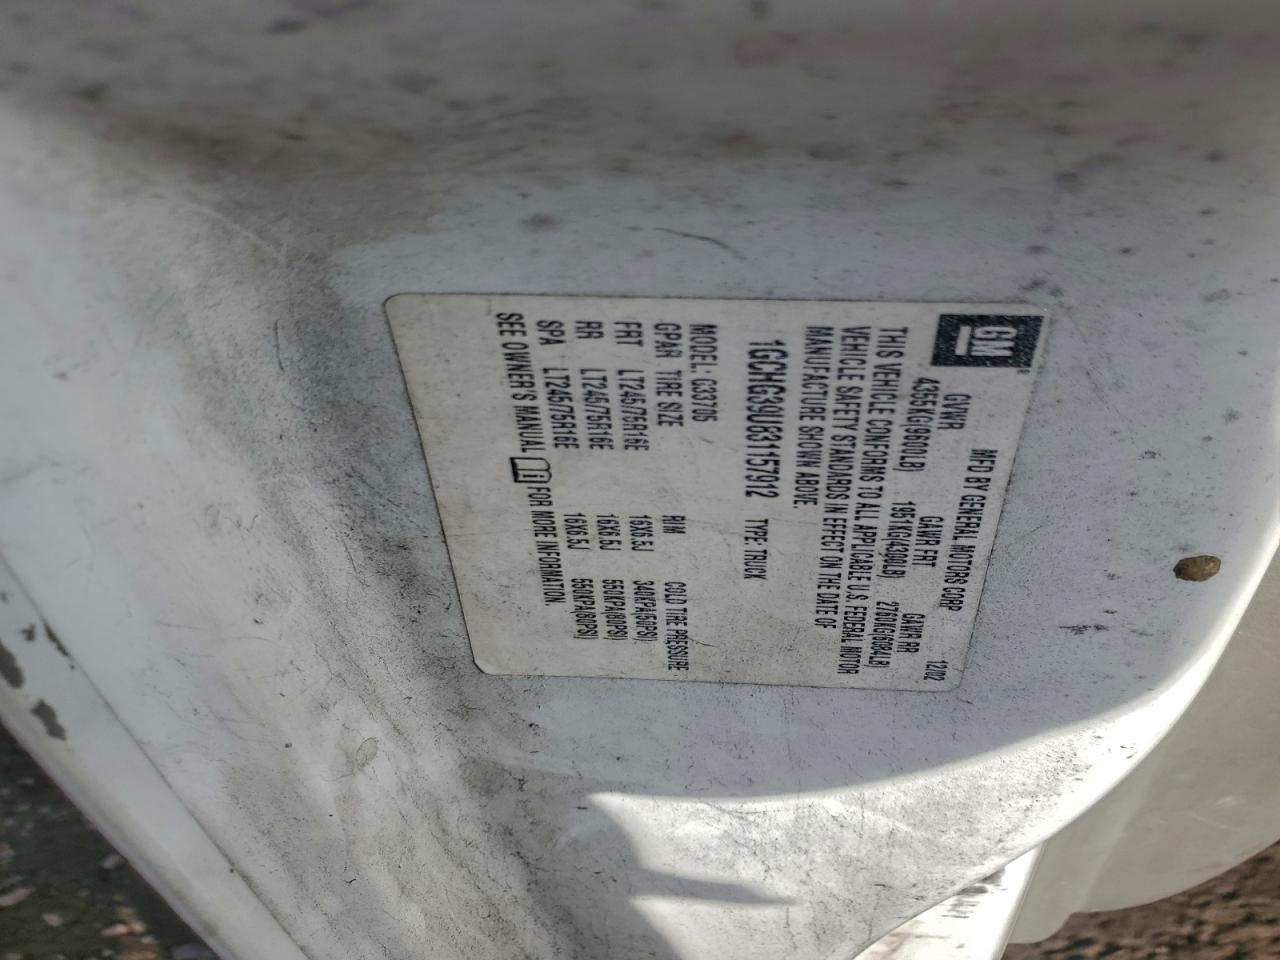 GM
MFD BY GENERAL MOTORS CORP 12/02
GVWR GAWR FRT GAWR RR
4355KG(9600LB) 1951KG(4300LB) 2760KG(6084LB)
THIS VEHICLE CONFORMS TO ALL APPLICABLE U.S. FEDERAL MOTOR
VEHICLE SAFETY STANDARDS IN EFFECT ON THE DATE OF
MANUFACTURE SHOWN ABOVE.
1GCHG39U831157912 TYPE: TRUCK
MODEL: G33705
GPAR TIRE SIZE RIM COLD TIRE PRESSURE
FRT LT245/75R16E 16X6.5J 340KPA(50PSI)
RR LT245/75R16E 16X6.5J 550KPA(80PSI)
SPA LT245/75R16E 16X6.5J 550KPA(80PSI)
SEE OWNER'S MANUAL FOR MORE INFORMATION.